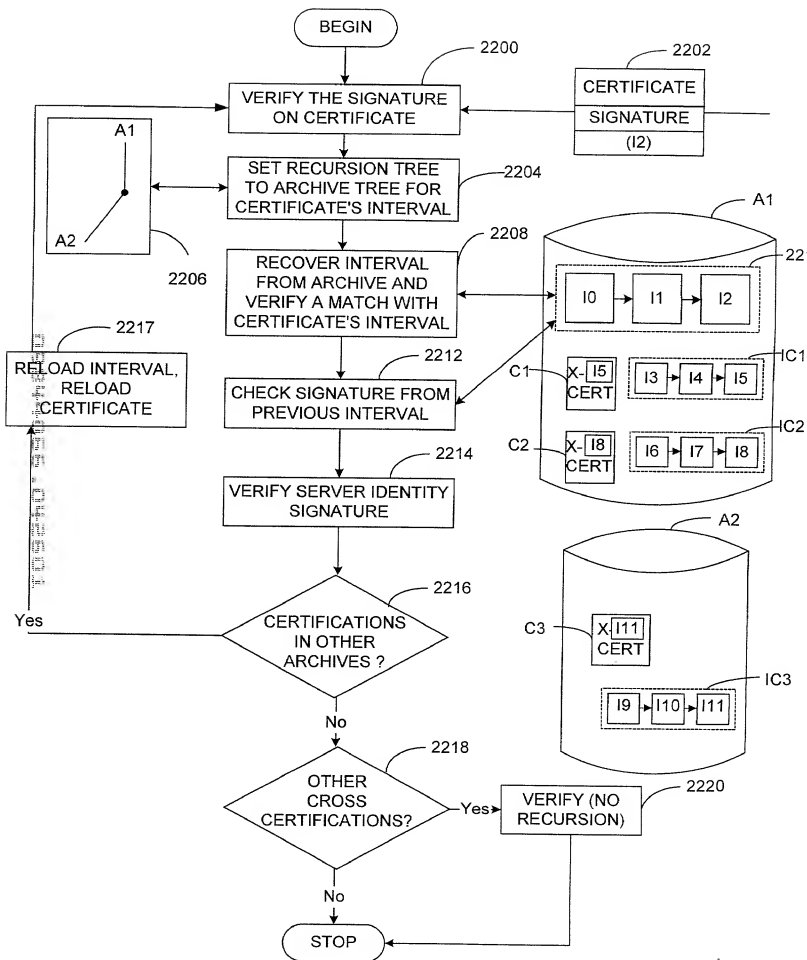 BEGIN
2200
VERIFY THE SIGNATURE
ON CERTIFICATE
2202
CERTIFICATE
SIGNATURE
(I2)
A1
A2
2206
SET RECURSION TREE
TO ARCHIVE TREE FOR
CERTIFICATE'S INTERVAL
2204
2208
RECOVER INTERVAL
FROM ARCHIVE AND
VERIFY A MATCH WITH
CERTIFICATE'S INTERVAL
A1
22
I0
I1
I2
2217
RELOAD INTERVAL,
RELOAD
CERTIFICATE
2212
CHECK SIGNATURE FROM
PREVIOUS INTERVAL
C1
X-I5
CERT
IC1
I3
I4
I5
C2
X-I8
CERT
IC2
I6
I7
I8
2214
VERIFY SERVER IDENTITY
SIGNATURE
A2
2216
CERTIFICATIONS
IN OTHER
ARCHIVES ?
Yes
C3
X-I11
CERT
IC3
I9
I10
I11
No
2218
OTHER
CROSS
CERTIFICATIONS?
Yes
2220
VERIFY (NO
RECURSION)
No
STOP